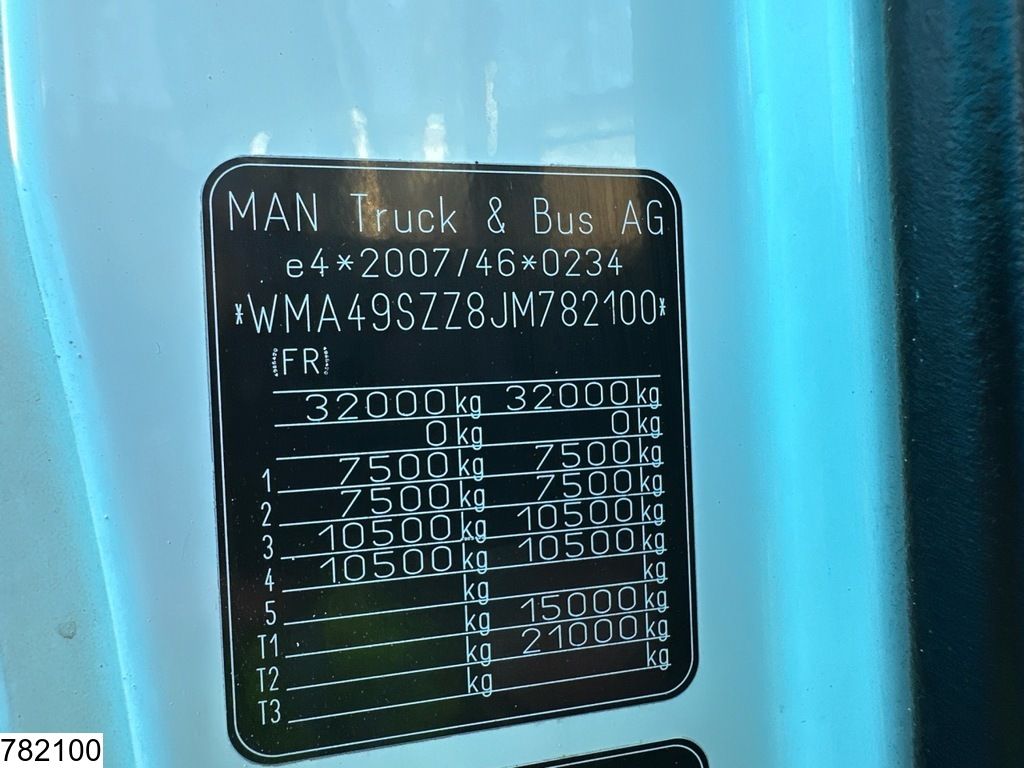 MAN Truck & Bus AG
e4*2007/46*0234
*WMA49SZZ8JM782100*
FR
32000 kg 32000 kg
0 kg 0 kg
1 7500 kg 7500 kg
2 7500 kg 7500 kg
3 10500 kg 10500 kg
4 10500 kg 10500 kg
5 kg kg
T1 kg 15000 kg
T2 kg 21000 kg
T3 kg kg
782100